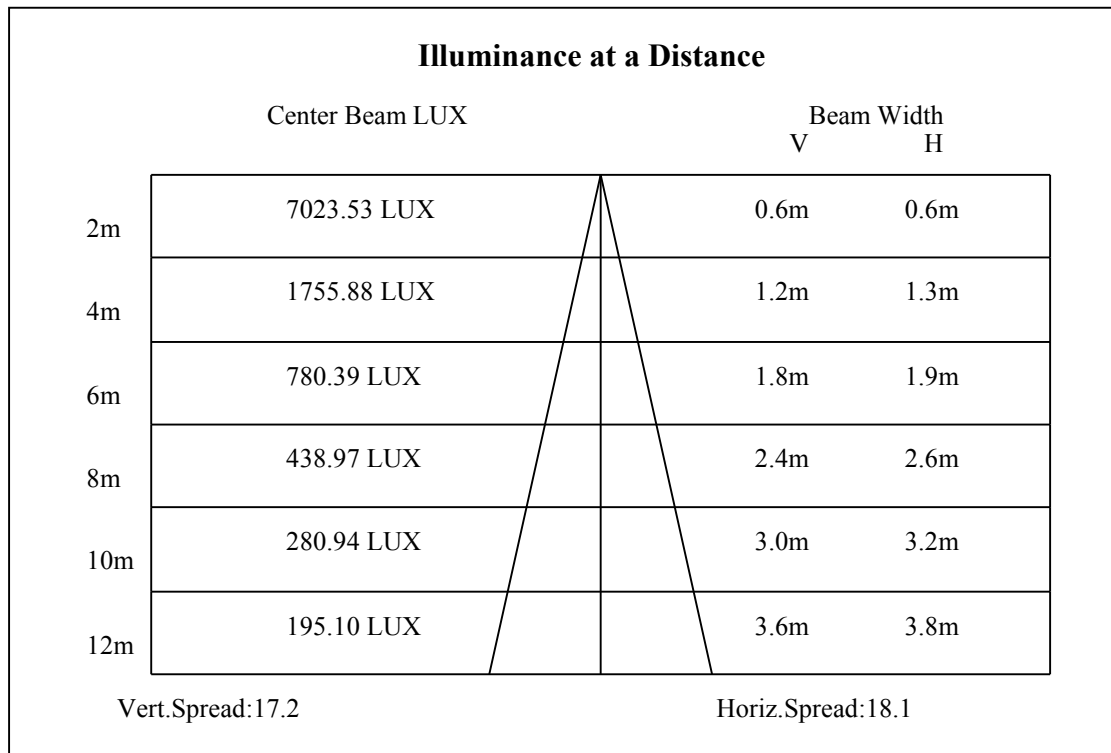 Illuminance at a Distance
Center Beam LUX Beam Width
V H
2m 7023.53 LUX 0.6m 0.6m
4m 1755.88 LUX 1.2m 1.3m
6m 780.39 LUX 1.8m 1.9m
8m 438.97 LUX 2.4m 2.6m
10m 280.94 LUX 3.0m 3.2m
12m 195.10 LUX 3.6m 3.8m
Vert.Spread:17.2 Horiz.Spread:18.1